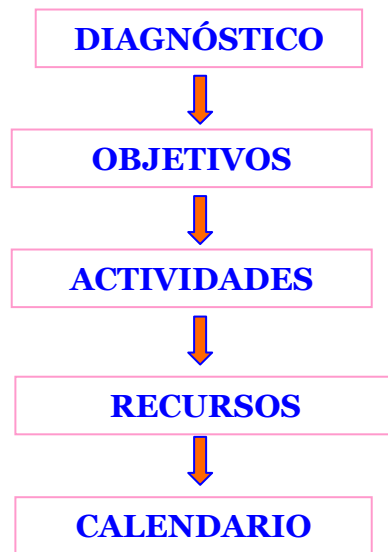 DIAGNÓSTICO
OBJETIVOS
ACTIVIDADES
RECURSOS
CALENDARIO